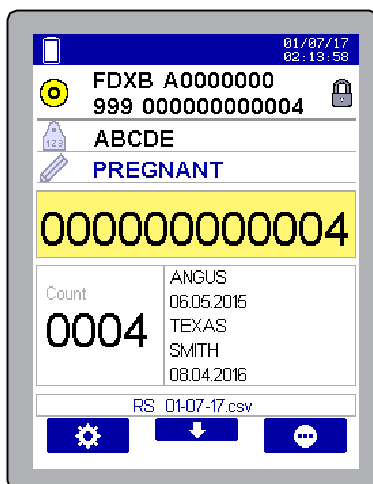 01/07/17
02:13:58
FDXB A0000000
999 000000000004
123
ABCDE
PREGNANT
000000000004
Count
0004
ANGUS
06.05.2015
TEXAS
SMITH
08.04.2016
RS 01-07-17.csv